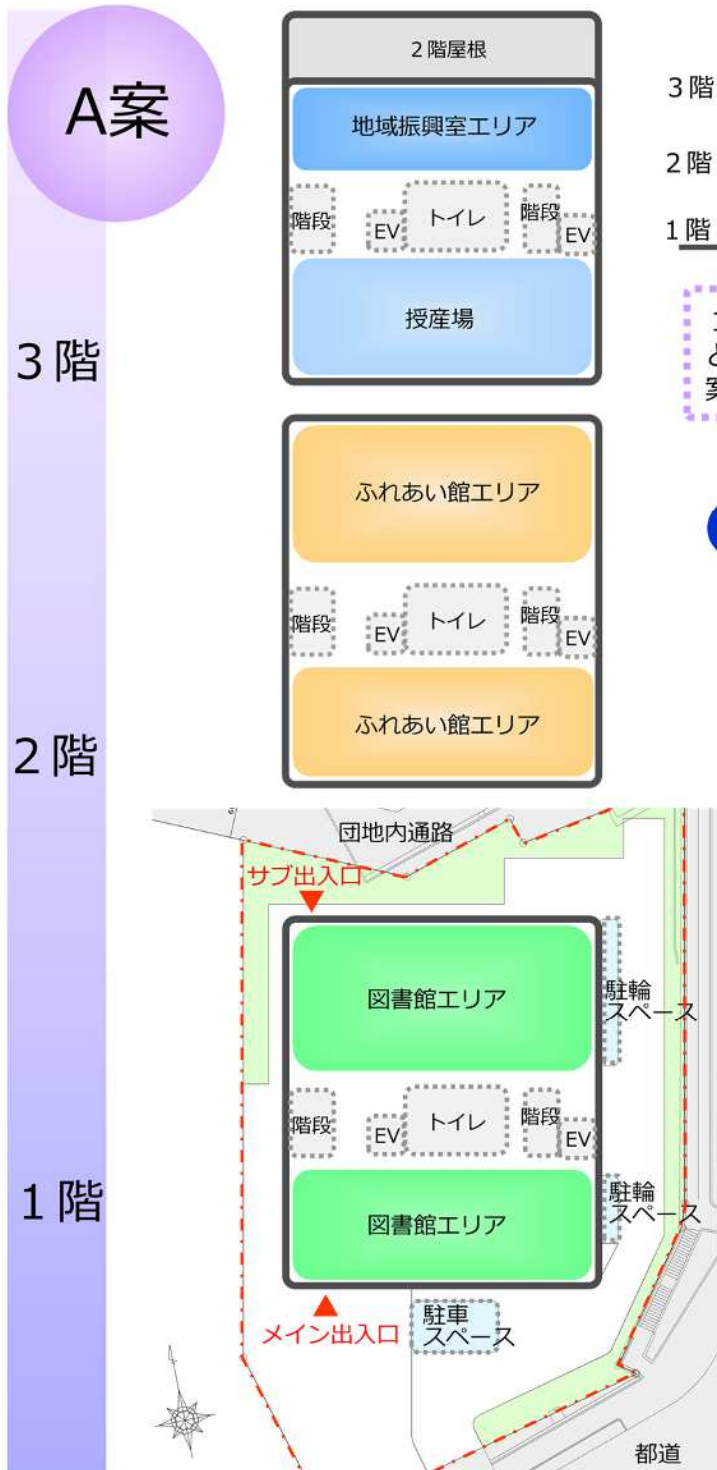 A案
2階屋根
地域振興室エリア
階段
EV
トイレ
階段
EV
授産場
3階
3階
2階
1階
ふれあい館エリア
階段
EV
トイレ
階段
EV
ふれあい館エリア
2階
団地内通路
サブ出入口
図書館エリア
駐輪
スペース
階段
EV
トイレ
階段
EV
図書館エリア
駐輪
スペース
1階
メイン出入口
駐車
スペース
都道